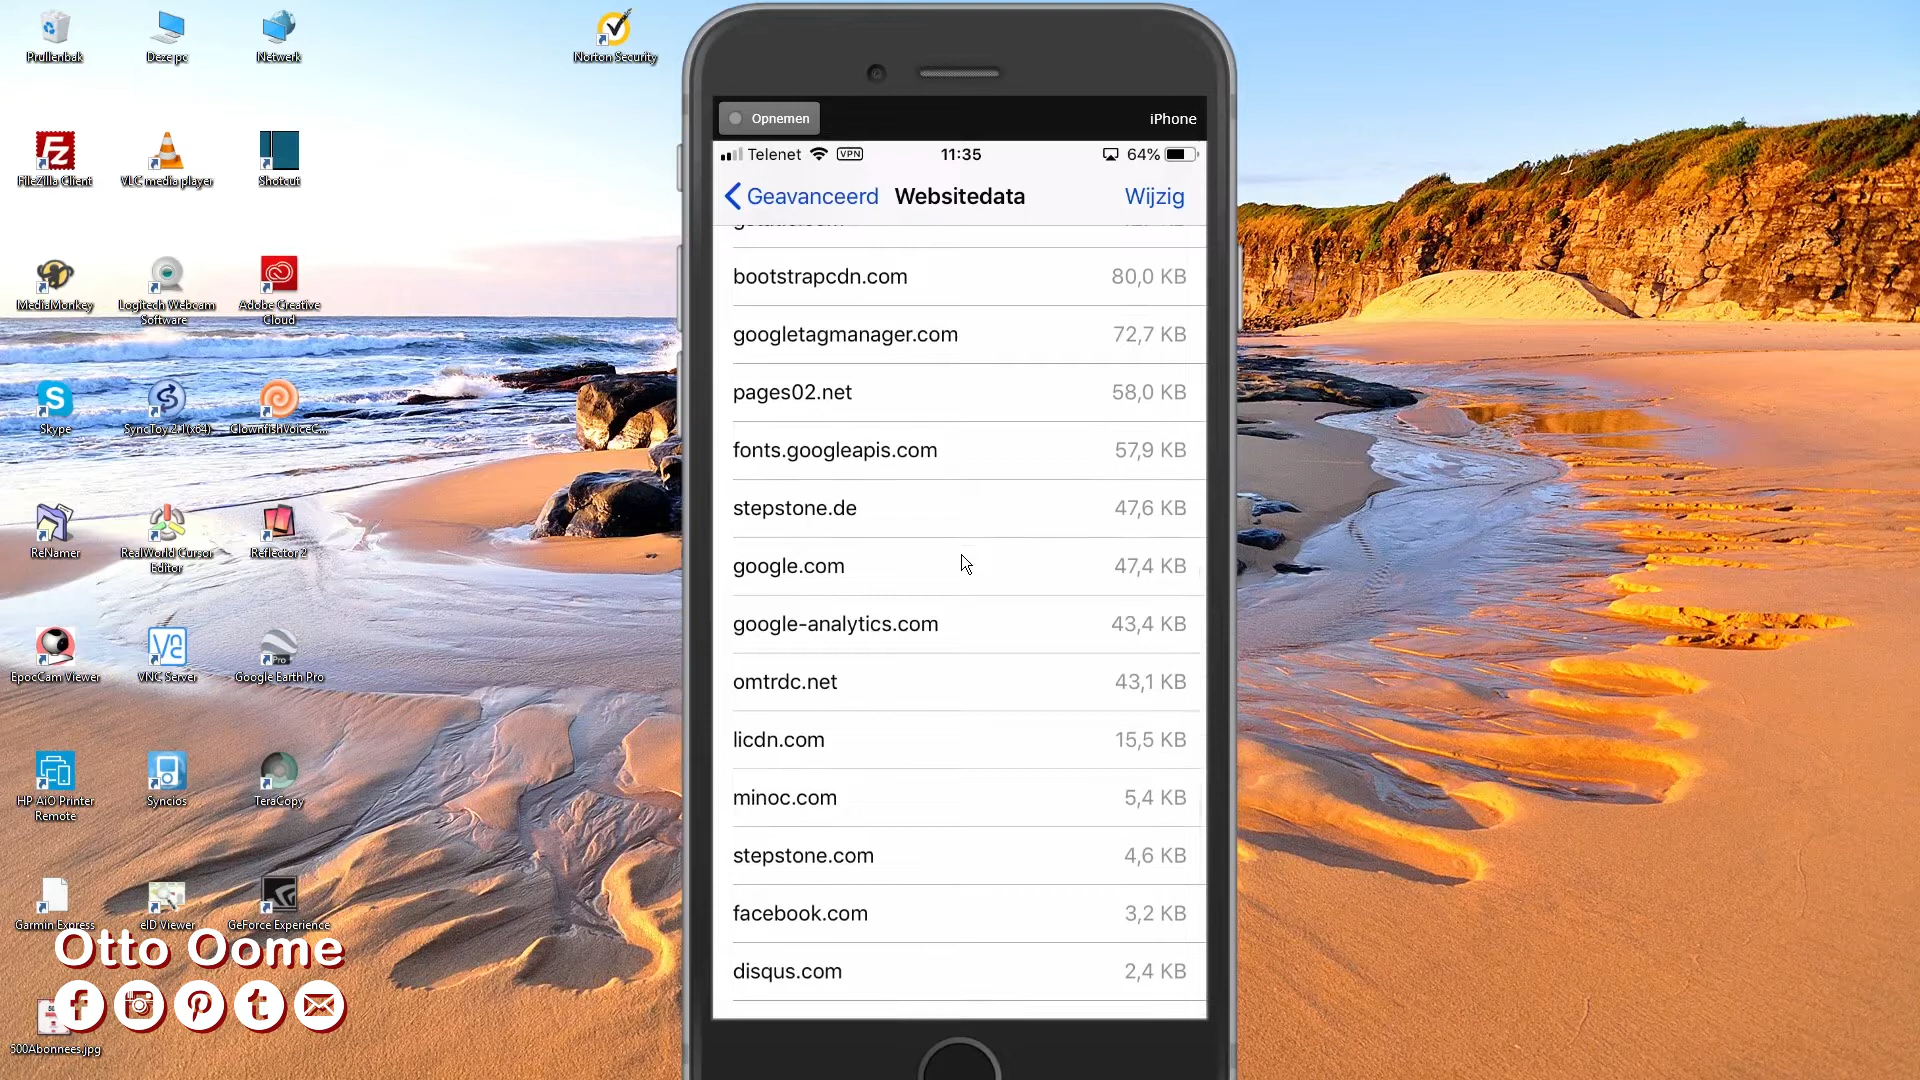 Prullenbak
Deze pc
Netwerk
Norton Security
FileZilla Client
VLC media player
Shotcut
MediaMonkey
Logitech Webcam Software
Adobe Creative Cloud
Skype
SyncToy 2.1(x64)
ClownfishVoiceC...
ReNamer
RealWorld Cursor Editor
Reflector 2
EpocCam Viewer
VNC Server
Google Earth Pro
HP AiO Printer Remote
Syncios
TeraCopy
Garmin Express
eID Viewer
GeForce Experience
Otto Oome
500Abonnees.jpg
Opnemen
iPhone
Telenet
VPN
11:35
64%
Geavanceerd
Websitedata
Wijzig
bootstrapcdn.com 80,0 KB
googletagmanager.com 72,7 KB
pages02.net 58,0 KB
fonts.googleapis.com 57,9 KB
stepstone.de 47,6 KB
google.com 47,4 KB
google-analytics.com 43,4 KB
omtrdc.net 43,1 KB
licdn.com 15,5 KB
minoc.com 5,4 KB
stepstone.com 4,6 KB
facebook.com 3,2 KB
disqus.com 2,4 KB